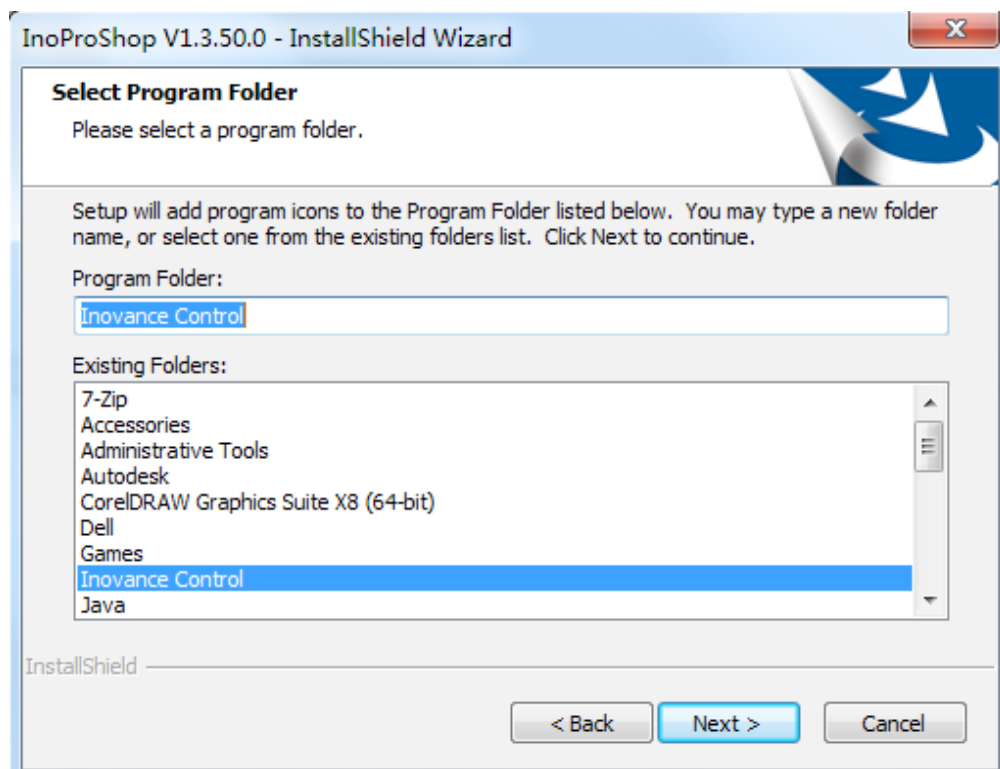 InoProShop V1.3.50.0 - InstallShield Wizard
Select Program Folder
Please select a program folder.
Setup will add program icons to the Program Folder listed below.  You may type a new folder
name, or select one from the existing folders list.  Click Next to continue.
Program Folder:
Inovance Control
Existing Folders:
7-Zip
Accessories
Administrative Tools
Autodesk
CorelDRAW Graphics Suite X8 (64-bit)
Dell
Games
Inovance Control
Java
InstallShield
< Back Next > Cancel